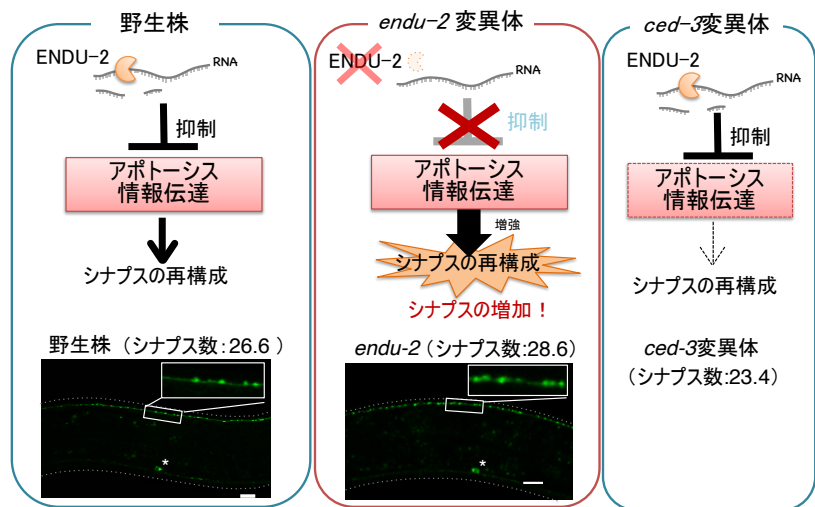 野生株
ENDU-2
RNA
抑制
アポトーシス
情報伝達
シナプスの再構成
野生株（シナプス数:26.6）
*
endu-2 変異体
ENDU-2
RNA
抑制
アポトーシス
情報伝達
増強
シナプスの再構成
シナプスの増加！
endu-2（シナプス数:28.6）
*
ced-3変異体
ENDU-2
RNA
抑制
アポトーシス
情報伝達
シナプスの再構成
ced-3変異体
（シナプス数:23.4）